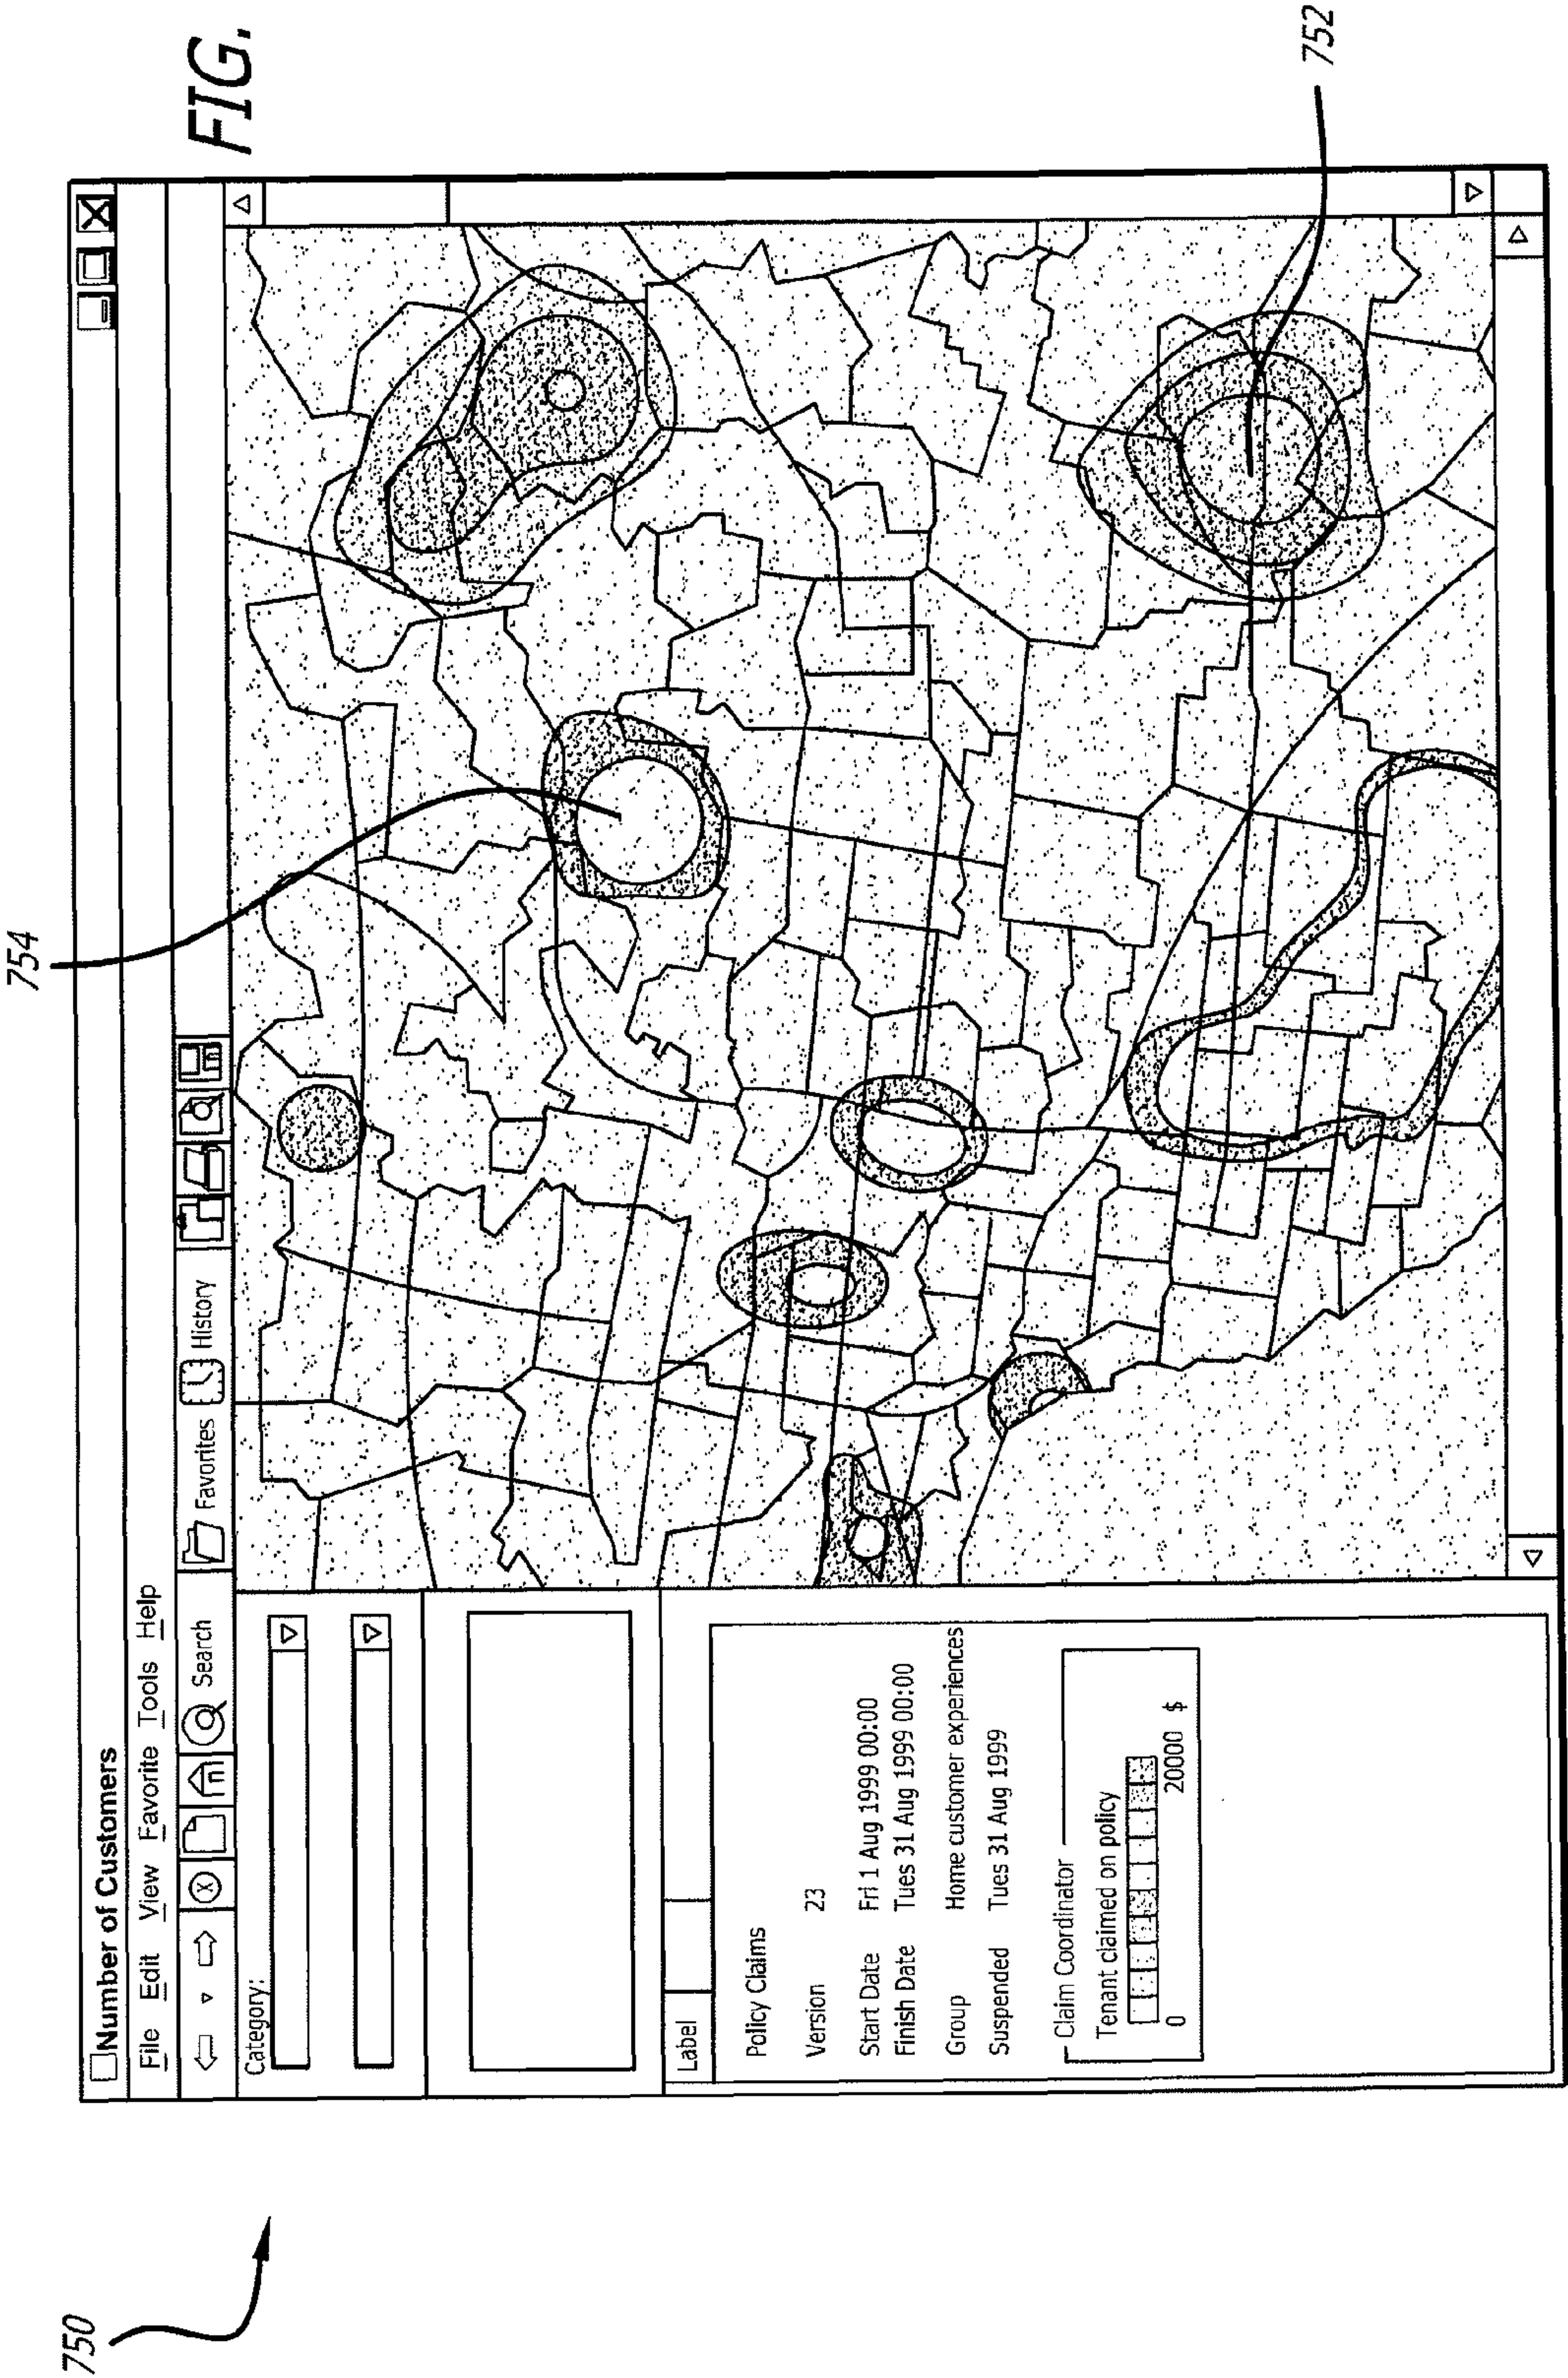 FIG.
750
754
752
Number of Customers
File Edit View Favorite Tools Help
Search Favorites History
Category:
Label
Policy Claims
Version 23
Start Date Fri 1 Aug 1999 00:00
Finish Date Tues 31 Aug 1999 00:00
Group Home customer experiences
Suspended Tues 31 Aug 1999
Claim Coordinator
Tenant claimed on policy
0 20000 $